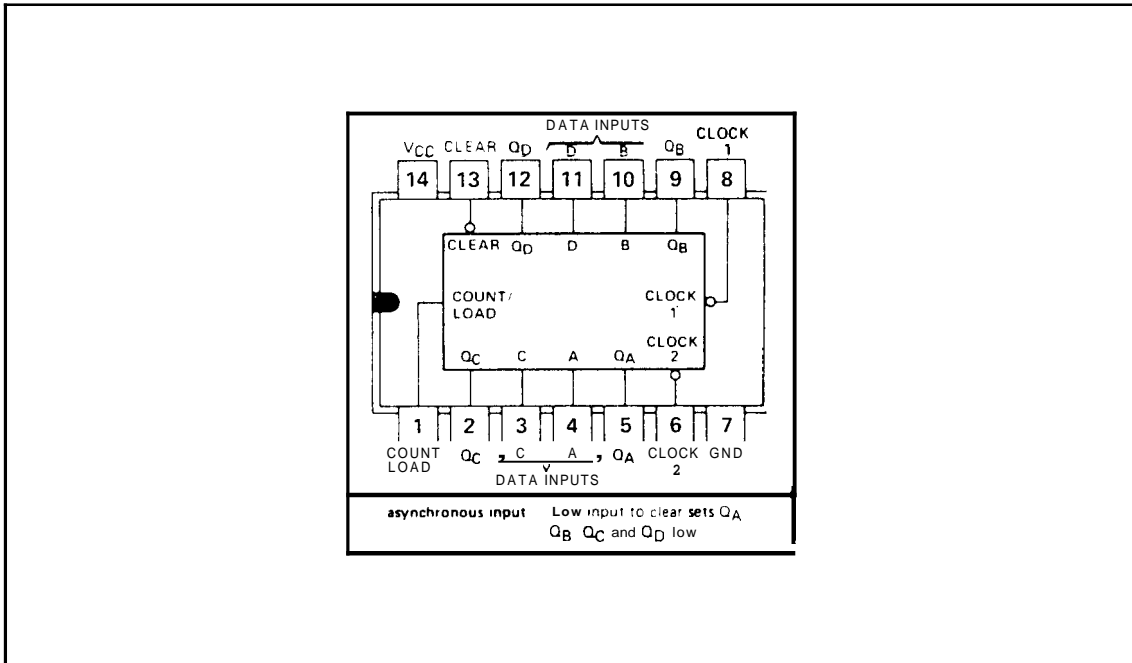 DATA INPUTS
VCC CLEAR QD D B QB CLOCK 1
14 13 12 11 10 9 8
CLEAR QD D B QB
COUNT/
LOAD
CLOCK
1
CLOCK
2
QC C A QA
1 2 3 4 5 6 7
COUNT
LOAD
QC , C A , QA CLOCK
2
GND
DATA INPUTS
asynchronous input Low input to clear sets QA
QB QC and QD low